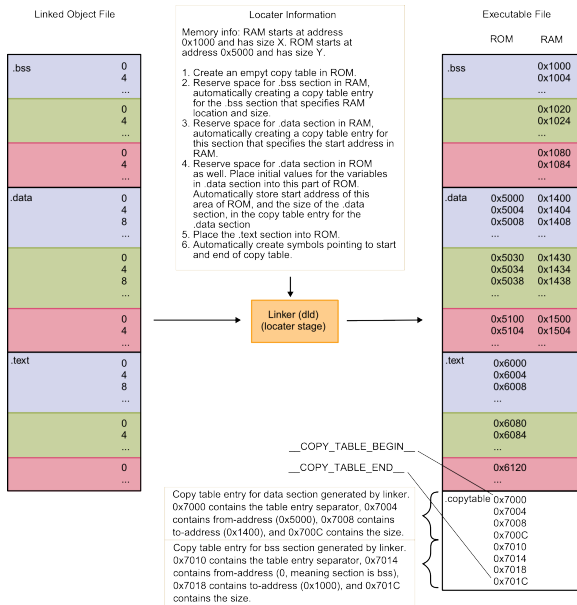 Linked Object File
Locater Information
Executable File
Memory info: RAM starts at address
0x1000 and has size X. ROM starts at
address 0x5000 and has size Y.
1. Create an empyt copy table in ROM.
2. Reserve space for .bss section in RAM,
automatically creating a copy table entry
for the .bss section that specifies RAM
location and size.
3. Reserve space for .data section in RAM,
automatically creating a copy table entry for
this section that specifies the start address in
RAM.
4. Reserve space for .data section in ROM
as well. Place initial values for the variables
in .data section into this part of ROM.
Automatically store start address of this
area of ROM, and the size of the .data
section, in the copy table entry for the
.data section
5. Place the .text section into ROM.
6. Automatically create symbols pointing to start
and end of copy table.
.bss
0
4
...
0
4
...
0
4
...
.data
0
4
8
...
0
4
8
...
0
4
...
.text
0
4
8
...
0
4
...
0
...
Linker (dld)
(locater stage)
ROM RAM
.bss
0x1000
0x1004
...
0x1020
0x1024
...
0x1080
0x1084
...
.data
0x5000 0x1400
0x5004 0x1404
0x5008 0x1408
... ...
0x5030 0x1430
0x5034 0x1434
0x5038 0x1438
... ...
0x5100 0x1500
0x5104 0x1504
... ...
.text
0x6000
0x6004
0x6008
...
0x6080
0x6084
...
0x6120
...
__COPY_TABLE_BEGIN__
__COPY_TABLE_END__
.copytable
0x7000
0x7004
0x7008
0x700C
0x7010
0x7014
0x7018
0x701C
Copy table entry for data section generated by linker.
0x7000 contains the table entry separator, 0x7004
contains from-address (0x5000), 0x7008 contains
to-address (0x1400), and 0x700C contains the size.
Copy table entry for bss section generated by linker.
0x7010 contains the table entry separator, 0x7014
contains from-address (0, meaning section is bss),
0x7018 contains to-address (0x1000), and 0x701C
contains the size.